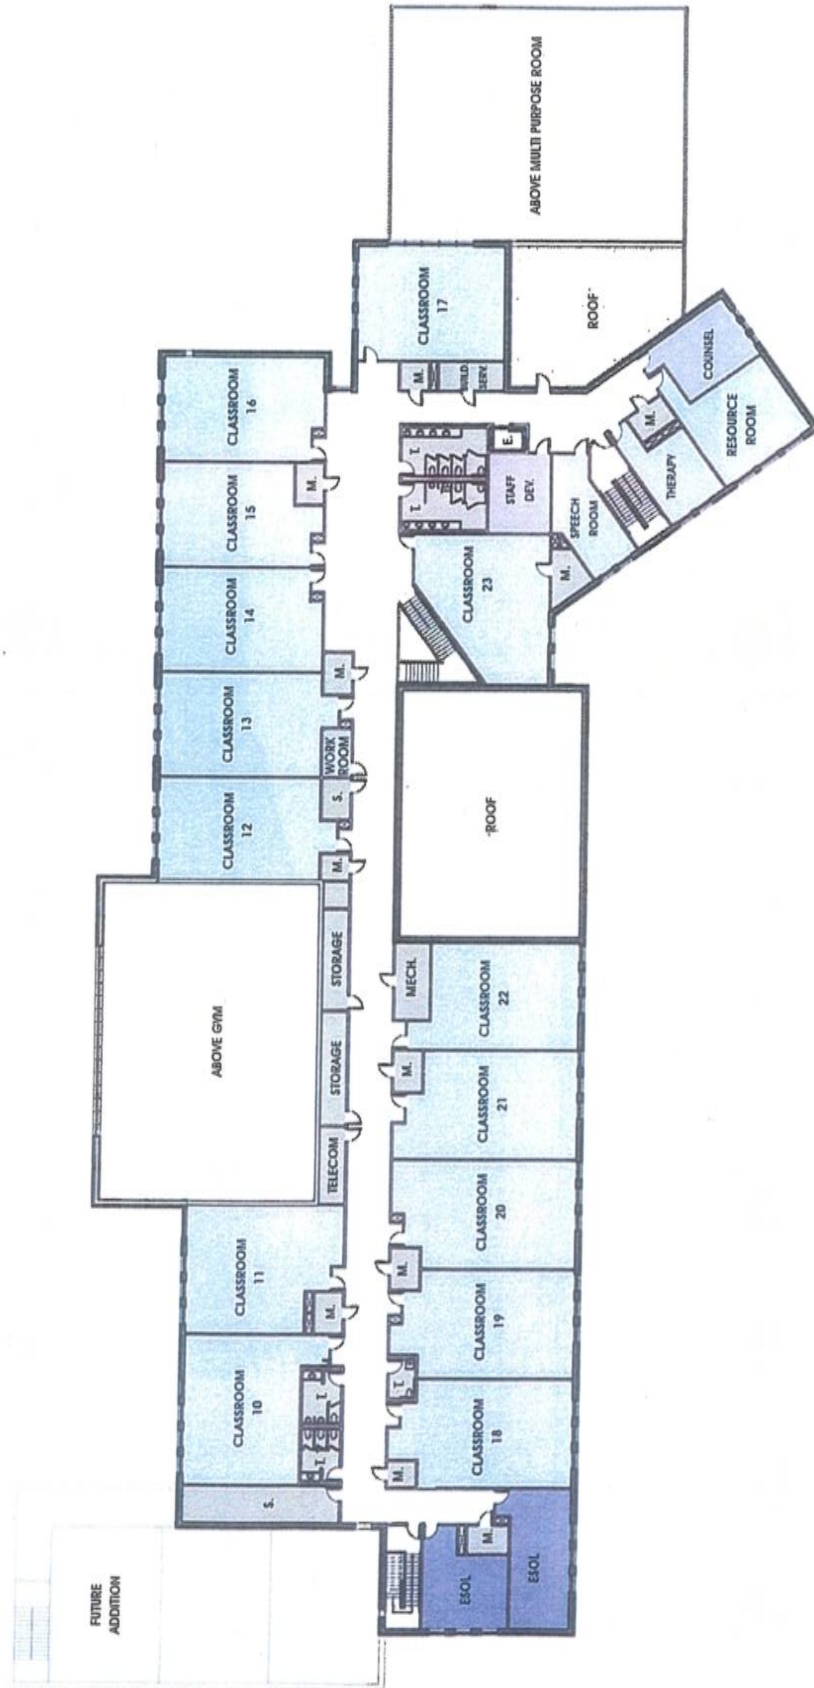 FUTURE
ADDITION
ABOVE GYM
S.
CLASSROOM
10
T.
T.
CLASSROOM
11
M.
TELECOM
STORAGE
STORAGE
CLASSROOM
12
M.
S.
WORK
ROOM
CLASSROOM
13
M.
CLASSROOM
14
CLASSROOM
15
M.
CLASSROOM
16
ESOL
M.
ESOL
M.
CLASSROOM
18
T.
CLASSROOM
19
M.
CLASSROOM
20
CLASSROOM
21
M.
MECH.
CLASSROOM
22
ROOF
CLASSROOM
23
T.
T.
M.
BUILD.
SERV.
CLASSROOM
17
STAFF
DEV.
E.
M.
SPEECH
ROOM
THERAPY
M.
RESOURCE
ROOM
COUNSEL
ROOF
ABOVE MULTI PURPOSE ROOM